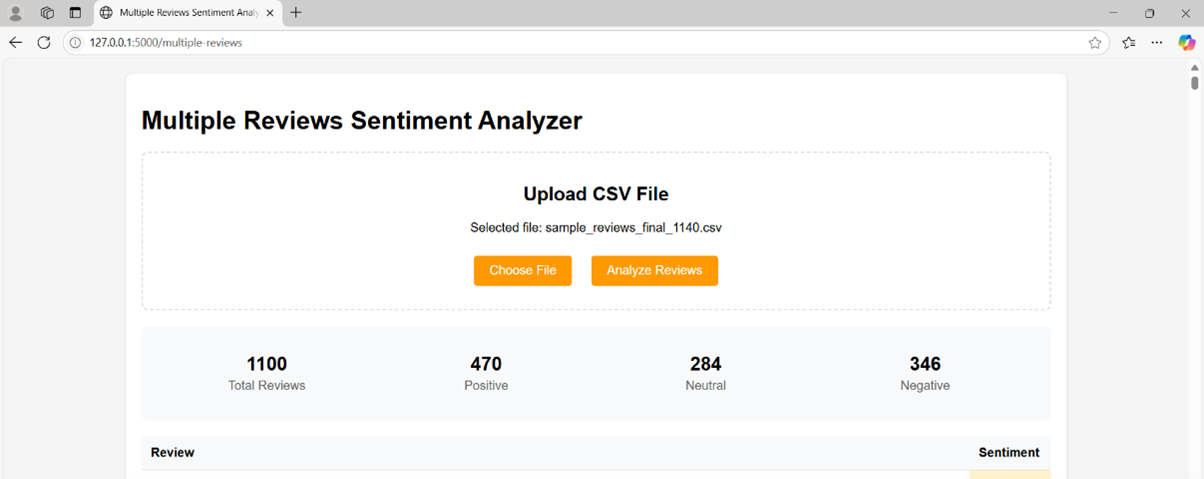 Multiple Reviews Sentiment Analy
127.0.0.1:5000/multiple-reviews
Multiple Reviews Sentiment Analyzer
Upload CSV File
Selected file: sample_reviews_final_1140.csv
Choose File Analyze Reviews
1100 470 284 346
Total Reviews Positive Neutral Negative
Review Sentiment